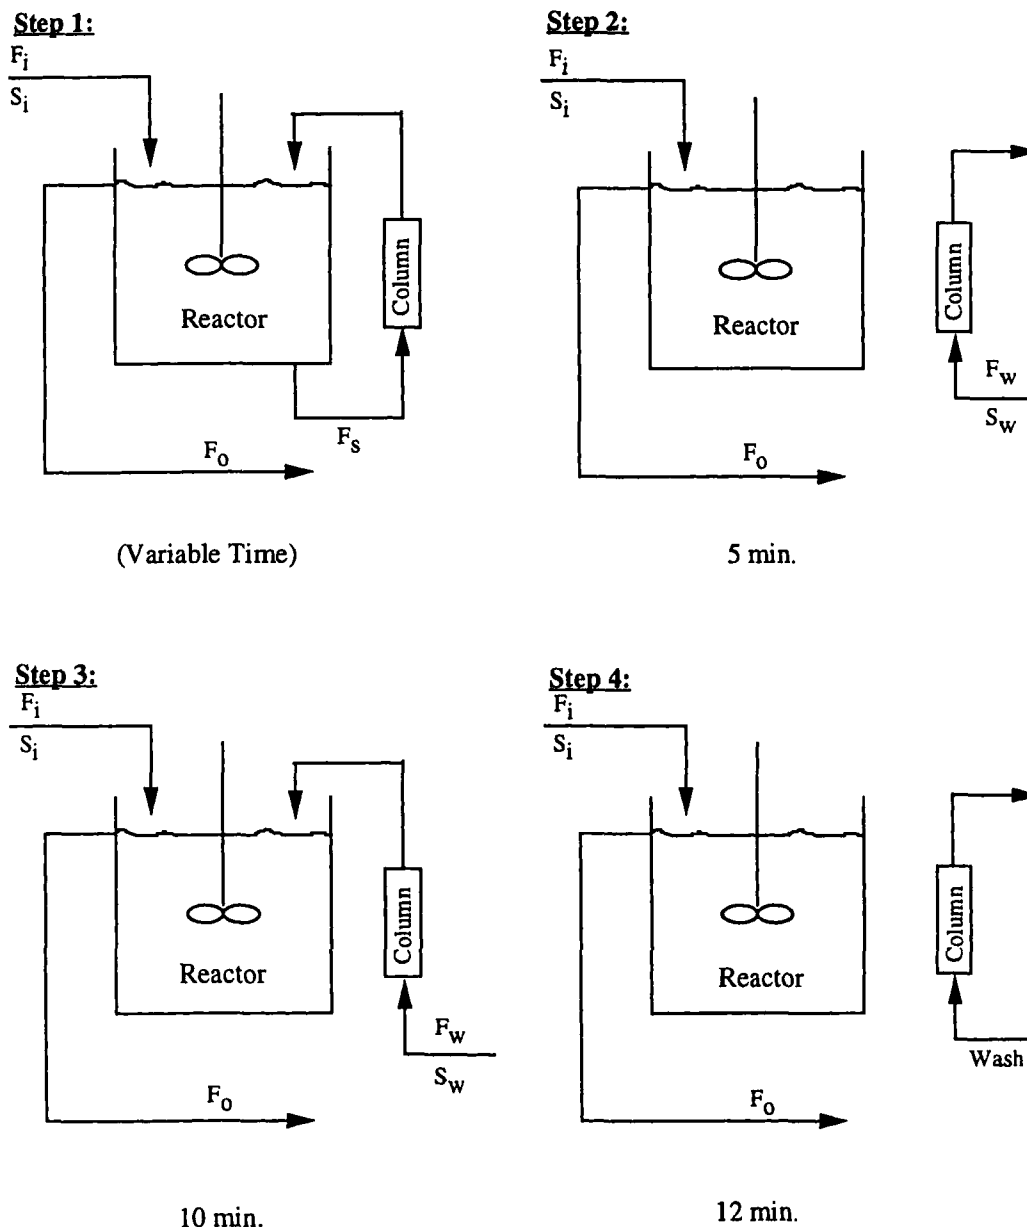 Step 1:
F_i
S_i
Column
Reactor
F_s
F_o
(Variable Time)
Step 2:
F_i
S_i
Column
Reactor
F_w
S_w
F_o
5 min.
Step 3:
F_i
S_i
Column
Reactor
F_w
S_w
F_o
10 min.
Step 4:
F_i
S_i
Column
Reactor
Wash
F_o
12 min.